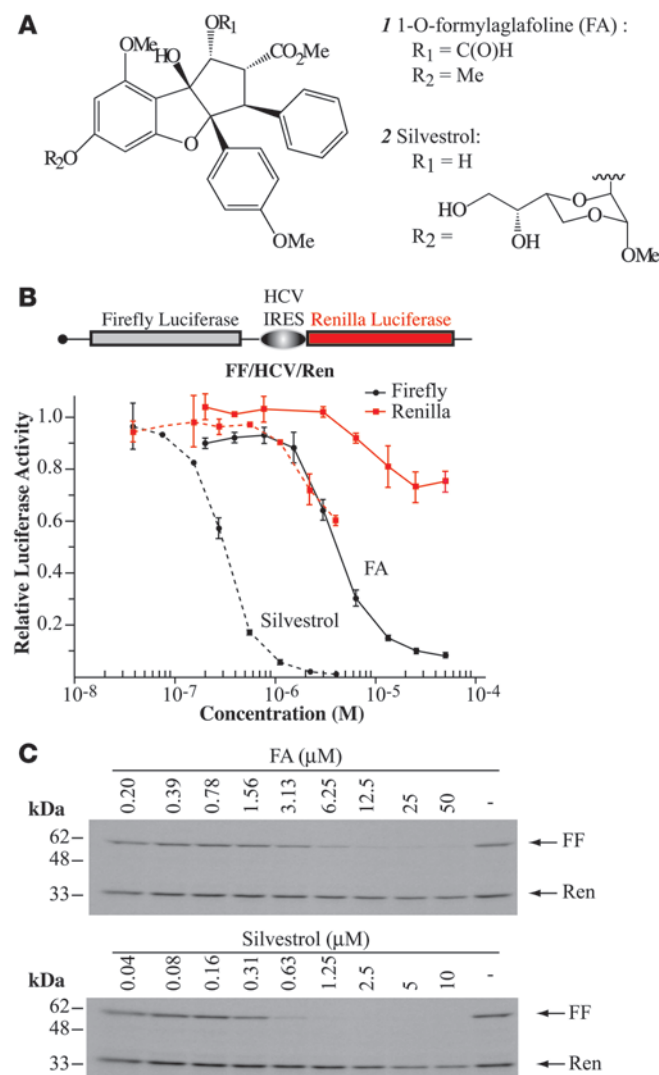 A
OR₁
OMe
HO
CO₂Me
R₂O
O
OMe
1 1-O-formylaglafoline (FA) :
R₁ = C(O)H
R₂ = Me
2 Silvestrol:
R₁ = H
R₂ =
HO
OH
O
O
OMe
B
HCV
IRES
Firefly Luciferase
Renilla Luciferase
FF/HCV/Ren
Firefly
Renilla
Relative Luciferase Activity
1.0
0.8
0.6
0.4
0.2
FA
Silvestrol
10⁻⁸ 10⁻⁷ 10⁻⁶ 10⁻⁵ 10⁻⁴
Concentration (M)
C
FA (μM)
kDa 0.20 0.39 0.78 1.56 3.13 6.25 12.5 25 50 -
62
48
33
FF
Ren
Silvestrol (μM)
kDa 0.04 0.08 0.16 0.31 0.63 1.25 2.5 5 10 -
62
48
33
FF
Ren